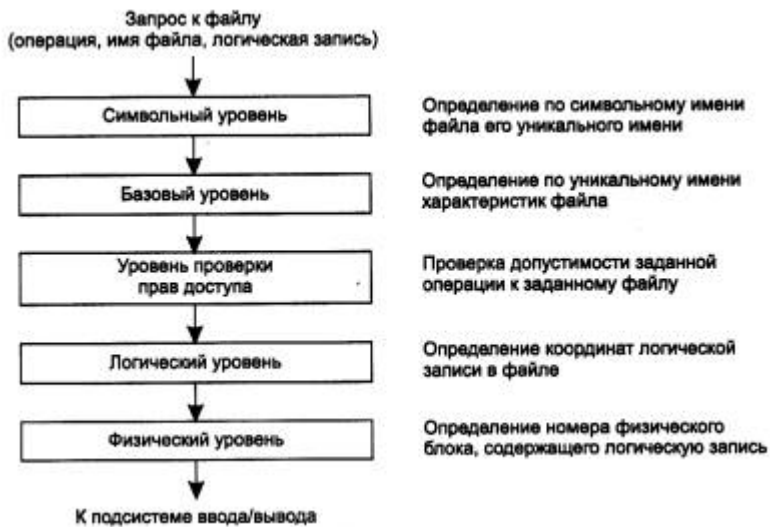 Запрос к файлу
(операция, имя файла, логическая запись)
Символьный уровень
Определение по символьному имени
файла его уникального имени
Базовый уровень
Определение по уникальному имени
характеристик файла
Уровень проверки
прав доступа
Проверка допустимости заданной
операции к заданному файлу
Логический уровень
Определение координат логической
записи в файле
Физический уровень
Определение номера физического
блока, содержащего логическую запись
К подсистеме ввода/вывода